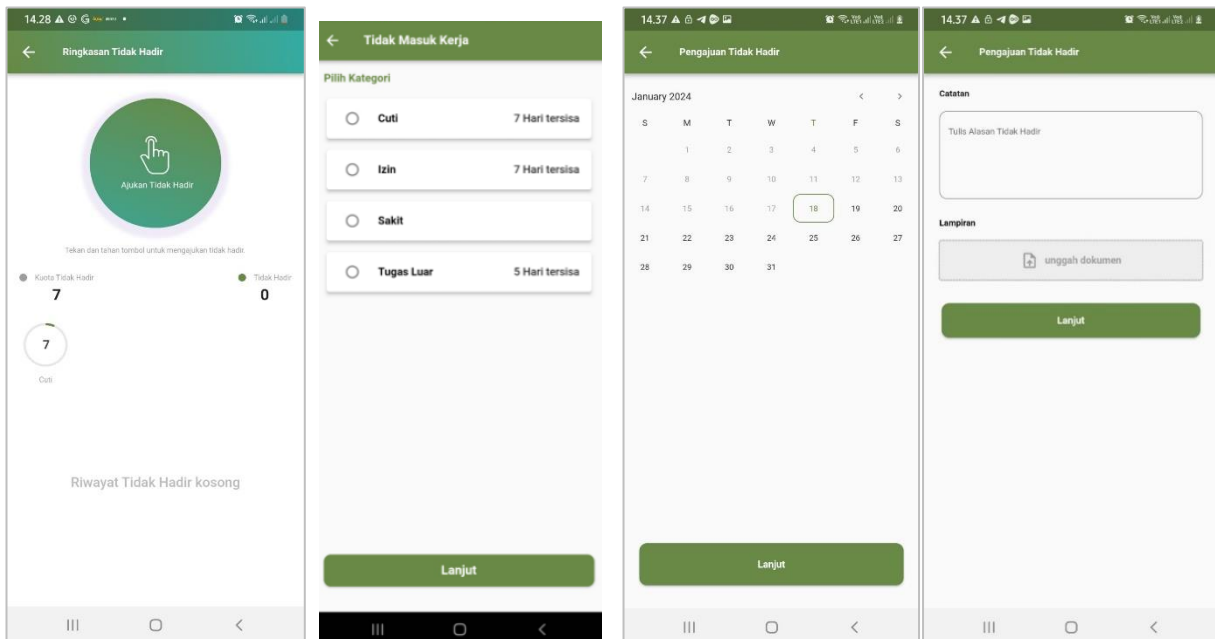 14.28
Ringkasan Tidak Hadir
Ajukan Tidak Hadir
Tekan dan tahan tombol untuk mengajukan tidak hadir.
Kuota Tidak Hadir
7
Tidak Hadir
0
7
Cuti
Riwayat Tidak Hadir kosong
Tidak Masuk Kerja
Pilih Kategori
Cuti 7 Hari tersisa
Izin 7 Hari tersisa
Sakit
Tugas Luar 5 Hari tersisa
Lanjut
14.37
Pengajuan Tidak Hadir
January 2024
S M T W T F S
1 2 3 4 5 6
7 8 9 10 11 12 13
14 15 16 17 18 19 20
21 22 23 24 25 26 27
28 29 30 31
Lanjut
14.37
Pengajuan Tidak Hadir
Catatan
Tulis Alasan Tidak Hadir
Lampiran
unggah dokumen
Lanjut